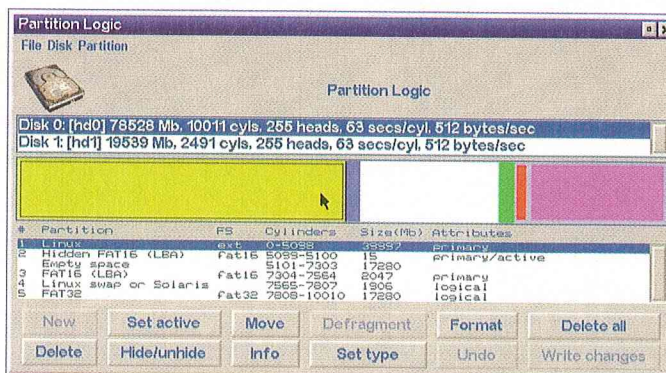 Partition Logic
File Disk Partition
Partition Logic
Disk 0: [hd0] 78528 Mb, 10011 cyls, 255 heads, 63 secs/cyl, 512 bytes/sec
Disk 1: [hd1] 19539 Mb, 2491 cyls, 255 heads, 63 secs/cyl, 512 bytes/sec
# Partition FS Cylinders Size(Mb) Attributes
1 Linux ext 0-5098 39997 primary
2 Hidden FAT16 (LBA) fat16 5099-5100 15 primary/active
Empty space 5101-7303 17280
3 FAT16 (LBA) fat16 7304-7564 2047 primary
4 Linux swap or Solaris 7565-7807 1906 logical
5 FAT32 fat32 7808-10010 17280 logical
New Set active Move Defragment Format Delete all
Delete Hide/unhide Info Set type Undo Write changes